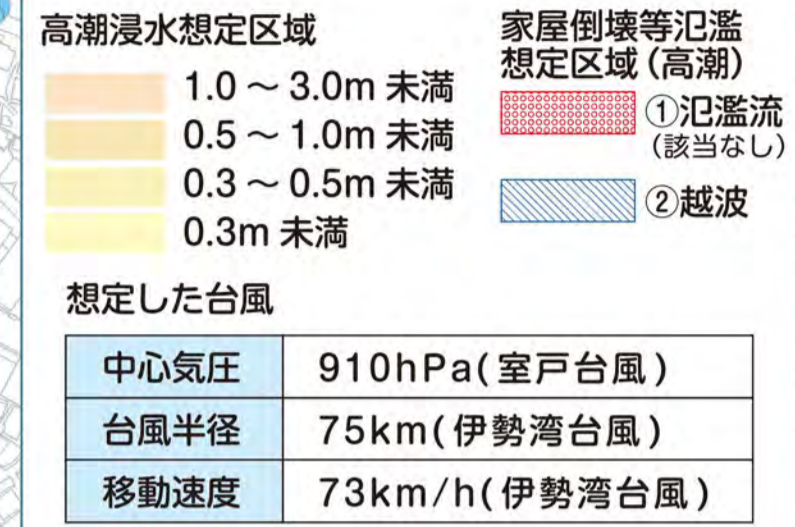 高潮浸水想定区域
1.0 ～ 3.0m 未満
0.5 ～ 1.0m 未満
0.3 ～ 0.5m 未満
0.3m 未満
家屋倒壊等氾濫
想定区域（高潮）
①氾濫流
（該当なし）
②越波
想定した台風
中心気圧 910hPa(室戸台風)
台風半径 75km(伊勢湾台風)
移動速度 73km/h(伊勢湾台風)